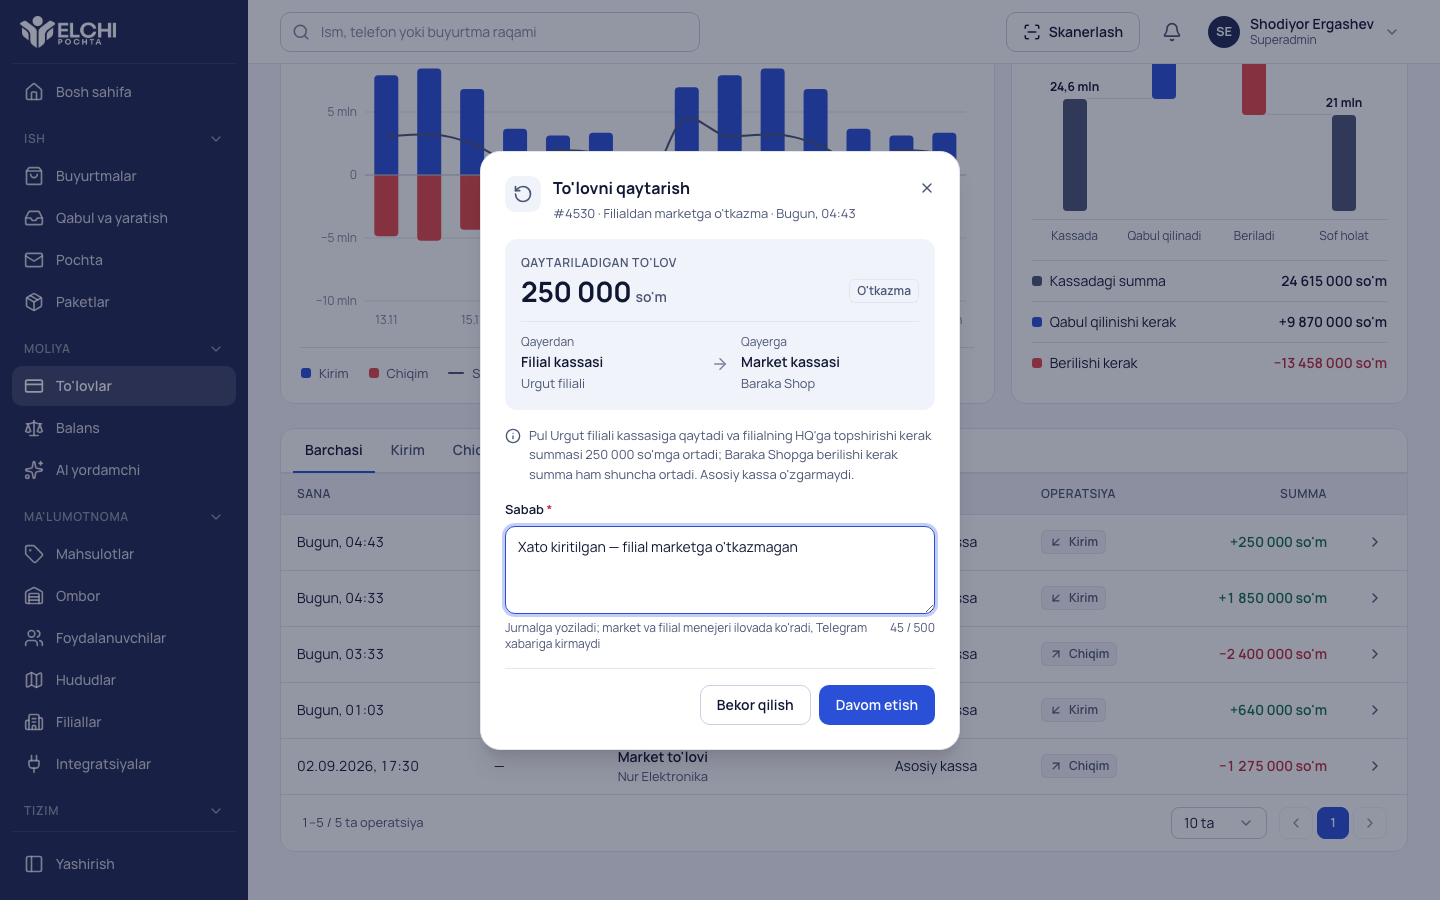 ELCHI
POCHTA
Ism, telefon yoki buyurtma raqami
Skanerlash
SE
Shodiyor Ergashev
Superadmin
Bosh sahifa
ISH
Buyurtmalar
Qabul va yaratish
Pochta
Paketlar
MOLIYA
To'lovlar
Balans
AI yordamchi
MA'LUMOTNOMA
Mahsulotlar
Ombor
Foydalanuvchilar
Hududlar
Filiallar
Integratsiyalar
TIZIM
Yashirish
5 mln
0
−5 mln
−10 mln
13.11
15.1
Kirim
Chiqim
S
24,6 mln
21 mln
Kassada
Qabul qilinadi
Beriladi
Sof holat
Kassadagi summa
24 615 000 so'm
Qabul qilinishi kerak
+9 870 000 so'm
Berilishi kerak
−13 458 000 so'm
To'lovni qaytarish
#4530 · Filialdan marketga o'tkazma · Bugun, 04:43
QAYTARILADIGAN TO'LOV
250 000 so'm
O'tkazma
Qayerdan
Filial kassasi
Urgut filiali
Qayerga
Market kassasi
Baraka Shop
Pul Urgut filiali kassasiga qaytadi va filialning HQ'ga topshirishi kerak
summasi 250 000 so'mga ortadi; Baraka Shopga berilishi kerak
summa ham shuncha ortadi. Asosiy kassa o'zgarmaydi.
Sabab *
Xato kiritilgan — filial marketga o'tkazmagan
Jurnalga yoziladi; market va filial menejeri ilovada ko'radi, Telegram
xabariga kirmaydi
45 / 500
Bekor qilish
Davom etish
Barchasi
Kirim
Chiq
SANA
OPERATSIYA
SUMMA
Bugun, 04:43
ssa
Kirim
+250 000 so'm
Bugun, 04:33
ssa
Kirim
+1 850 000 so'm
Bugun, 03:33
ssa
Chiqim
−2 400 000 so'm
Bugun, 01:03
ssa
Kirim
+640 000 so'm
02.09.2026, 17:30
—
Market to'lovi
Nur Elektronika
Asosiy kassa
Chiqim
−1 275 000 so'm
1–5 / 5 ta operatsiya
10 ta
1